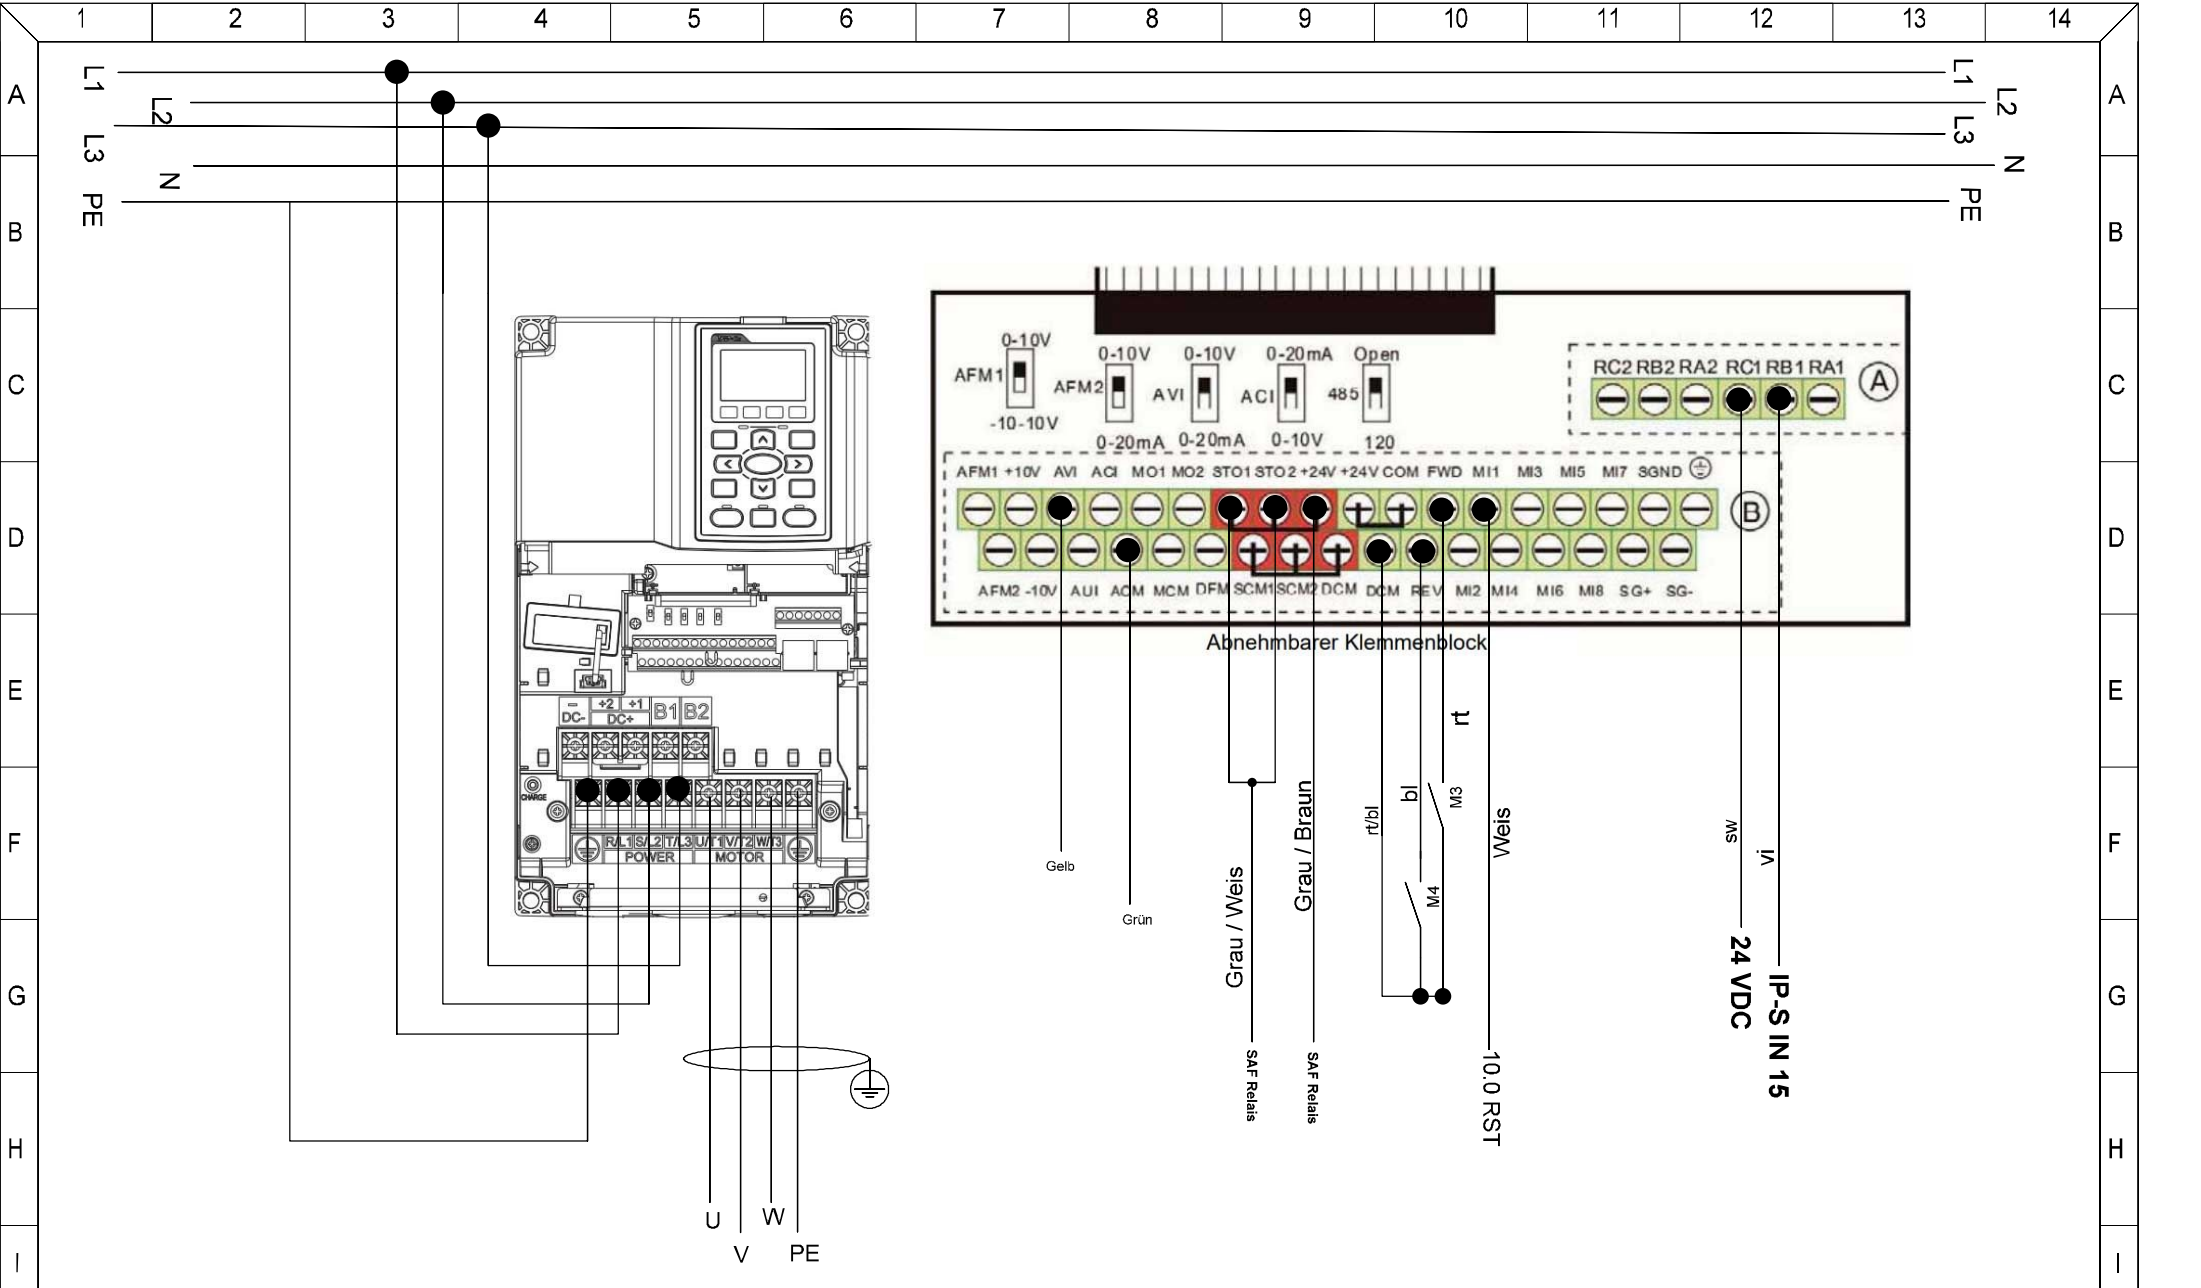 1 2 3 4 5 6 7 8 9 10 11 12 13 14
A L1 L1 A
L2 L2
L3 L3
N N
PE PE
B B
C C
0-10V
AFM1
-10-10V
0-10V
AFM2
0-20mA
0-10V
AVI
0-20mA
0-20mA
ACI
0-10V
Open
485
120
RC2 RB2 RA2 RC1 RB1 RA1
A
D D
AFM1 +10V AVI ACI MO1 MO2 STO1 STO2 +24V +24V COM FWD MI1 MI3 MI5 MI7 SGND
B
AFM2 -10V AUI ACM MCM DFM SCM1 SCM2 DCM DCM REV MI2 MI4 MI6 MI8 SG+ SG-
Abnehmbarer Klemmenblock
E E
- +2 +1 B1 B2
DC- DC+
rt
F F
CHARGE
R/L1 S/L2 T/L3 U/T1 V/T2 W/T3
POWER MOTOR
Gelb
Grün
Grau / Weis
Grau / Braun
rt/bl
bl
M3
M4
Weis
sw
vi
G G
24 VDC
IP-S IN 15
SAF Relais
SAF Relais
10.0 RST
H H
U W
V PE
I I